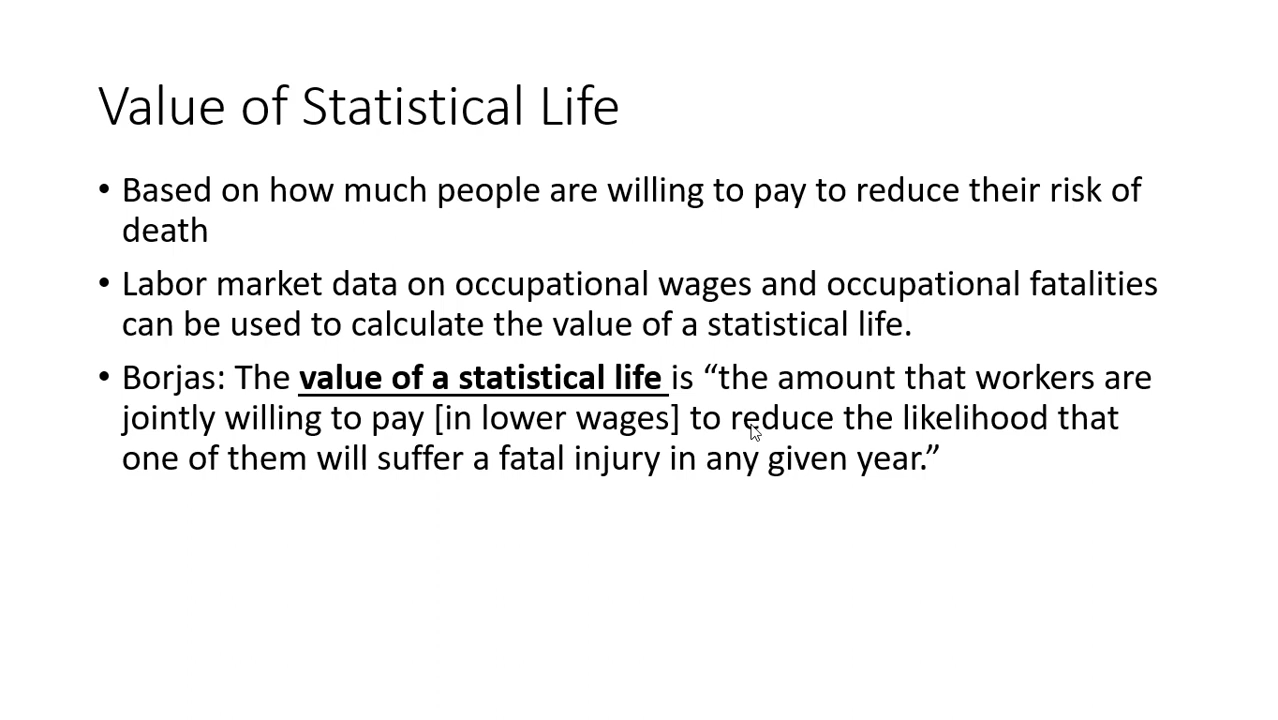 Value of Statistical Life
• Based on how much people are willing to pay to reduce their risk of
death
• Labor market data on occupational wages and occupational fatalities
can be used to calculate the value of a statistical life.
• Borjas: The value of a statistical life is “the amount that workers are
jointly willing to pay [in lower wages] to reduce the likelihood that
one of them will suffer a fatal injury in any given year.”